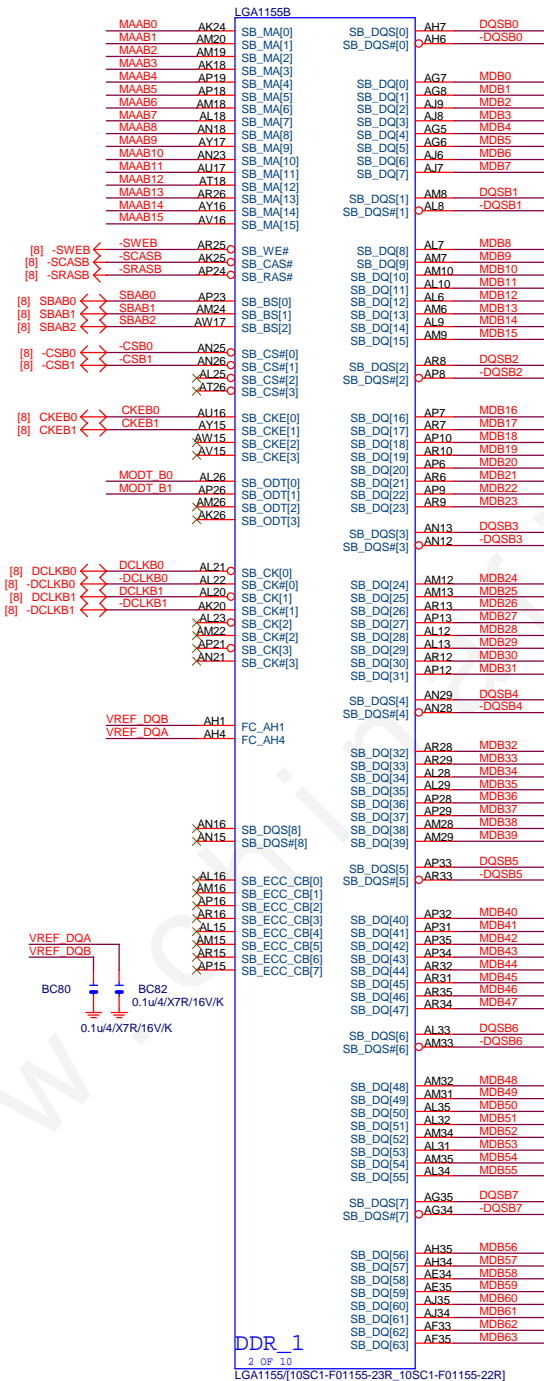 LGA1155B
MAAB0 AK24 SB_MA[0]
MAAB1 AM20 SB_MA[1]
MAAB2 AM19 SB_MA[2]
MAAB3 AK18 SB_MA[3]
MAAB4 AP19 SB_MA[4]
MAAB5 AP18 SB_MA[5]
MAAB6 AM18 SB_MA[6]
MAAB7 AL18 SB_MA[7]
MAAB8 AN18 SB_MA[8]
MAAB9 AY17 SB_MA[9]
MAAB10 AN23 SB_MA[10]
MAAB11 AU17 SB_MA[11]
MAAB12 AT18 SB_MA[12]
MAAB13 AR26 SB_MA[13]
MAAB14 AY16 SB_MA[14]
MAAB15 AV16 SB_MA[15]
[8] -SWEB -SWEB AR25 SB_WE#
[8] -SCASB -SCASB AK25 SB_CAS#
[8] -SRASB -SRASB AP24 SB_RAS#
[8] SBAB0 SBAB0 AP23 SB_BS[0]
[8] SBAB1 SBAB1 AM24 SB_BS[1]
[8] SBAB2 SBAB2 AW17 SB_BS[2]
[8] -CSB0 -CSB0 AN25 SB_CS#[0]
[8] -CSB1 -CSB1 AN26 SB_CS#[1]
AL25 SB_CS#[2]
AT26 SB_CS#[3]
[8] CKEB0 CKEB0 AU16 SB_CKE[0]
[8] CKEB1 CKEB1 AY15 SB_CKE[1]
AW15 SB_CKE[2]
AV15 SB_CKE[3]
MODT_B0 AL26 SB_ODT[0]
MODT_B1 AP26 SB_ODT[1]
AM26 SB_ODT[2]
AK26 SB_ODT[3]
[8] DCLKB0 DCLKB0 AL21 SB_CK[0]
[8] -DCLKB0 -DCLKB0 AL22 SB_CK#[0]
[8] DCLKB1 DCLKB1 AL20 SB_CK[1]
[8] -DCLKB1 -DCLKB1 AK20 SB_CK#[1]
AL23 SB_CK[2]
AM22 SB_CK#[2]
AP21 SB_CK[3]
AN21 SB_CK#[3]
VREF_DQB AH1 FC_AH1
VREF_DQA AH4 FC_AH4
AN16 SB_DQS[8]
AN15 SB_DQS#[8]
AL16 SB_ECC_CB[0]
AM16 SB_ECC_CB[1]
AP16 SB_ECC_CB[2]
AR16 SB_ECC_CB[3]
AL15 SB_ECC_CB[4]
AM15 SB_ECC_CB[5]
AR15 SB_ECC_CB[6]
AP15 SB_ECC_CB[7]
VREF_DQA
VREF_DQB
BC80 BC82
0.1u/4/X7R/16V/K
0.1u/4/X7R/16V/K
SB_DQS[0] AH7 DQSB0
SB_DQS#[0] AH6 -DQSB0
SB_DQ[0] AG7 MDB0
SB_DQ[1] AG8 MDB1
SB_DQ[2] AJ9 MDB2
SB_DQ[3] AJ8 MDB3
SB_DQ[4] AG5 MDB4
SB_DQ[5] AG6 MDB5
SB_DQ[6] AJ6 MDB6
SB_DQ[7] AJ7 MDB7
SB_DQS[1] AM8 DQSB1
SB_DQS#[1] AL8 -DQSB1
SB_DQ[8] AL7 MDB8
SB_DQ[9] AM7 MDB9
SB_DQ[10] AM10 MDB10
SB_DQ[11] AL10 MDB11
SB_DQ[12] AL6 MDB12
SB_DQ[13] AM6 MDB13
SB_DQ[14] AL9 MDB14
SB_DQ[15] AM9 MDB15
SB_DQS[2] AR8 DQSB2
SB_DQS#[2] AP8 -DQSB2
SB_DQ[16] AP7 MDB16
SB_DQ[17] AR7 MDB17
SB_DQ[18] AP10 MDB18
SB_DQ[19] AR10 MDB19
SB_DQ[20] AP6 MDB20
SB_DQ[21] AR6 MDB21
SB_DQ[22] AP9 MDB22
SB_DQ[23] AR9 MDB23
SB_DQS[3] AN13 DQSB3
SB_DQS#[3] AN12 -DQSB3
SB_DQ[24] AM12 MDB24
SB_DQ[25] AM13 MDB25
SB_DQ[26] AR13 MDB26
SB_DQ[27] AP13 MDB27
SB_DQ[28] AL12 MDB28
SB_DQ[29] AL13 MDB29
SB_DQ[30] AR12 MDB30
SB_DQ[31] AP12 MDB31
SB_DQS[4] AN29 DQSB4
SB_DQS#[4] AN28 -DQSB4
SB_DQ[32] AR28 MDB32
SB_DQ[33] AR29 MDB33
SB_DQ[34] AL28 MDB34
SB_DQ[35] AL29 MDB35
SB_DQ[36] AP28 MDB36
SB_DQ[37] AP29 MDB37
SB_DQ[38] AM28 MDB38
SB_DQ[39] AM29 MDB39
SB_DQS[5] AP33 DQSB5
SB_DQS#[5] AR33 -DQSB5
SB_DQ[40] AP32 MDB40
SB_DQ[41] AP31 MDB41
SB_DQ[42] AP35 MDB42
SB_DQ[43] AP34 MDB43
SB_DQ[44] AR32 MDB44
SB_DQ[45] AR31 MDB45
SB_DQ[46] AR35 MDB46
SB_DQ[47] AR34 MDB47
SB_DQS[6] AL33 DQSB6
SB_DQS#[6] AM33 -DQSB6
SB_DQ[48] AM32 MDB48
SB_DQ[49] AM31 MDB49
SB_DQ[50] AL35 MDB50
SB_DQ[51] AL32 MDB51
SB_DQ[52] AM34 MDB52
SB_DQ[53] AL31 MDB53
SB_DQ[54] AM35 MDB54
SB_DQ[55] AL34 MDB55
SB_DQS[7] AG35 DQSB7
SB_DQS#[7] AG34 -DQSB7
SB_DQ[56] AH35 MDB56
SB_DQ[57] AH34 MDB57
SB_DQ[58] AE34 MDB58
SB_DQ[59] AE35 MDB59
SB_DQ[60] AJ35 MDB60
SB_DQ[61] AJ34 MDB61
SB_DQ[62] AF33 MDB62
SB_DQ[63] AF35 MDB63
DDR_1
2 OF 10
LGA1155/[10SC1-F01155-23R_10SC1-F01155-22R]
w.chinaf